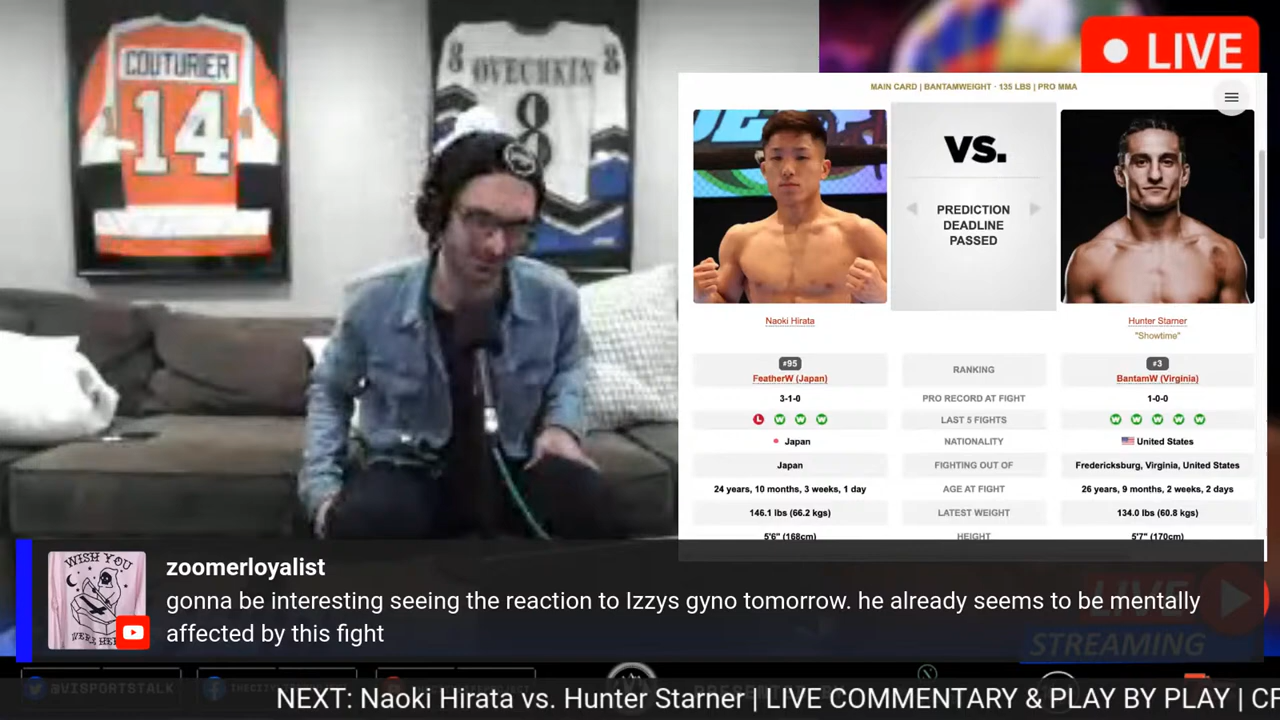 COUTURIER
14
8 OVECHKIN 8
8
LIVE
MAIN CARD | BANTAMWEIGHT · 135 LBS | PRO MMA
VS.
PREDICTION
DEADLINE
PASSED
Naoki Hirata
Hunter Starner
"Showtime"
#95
FeatherW (Japan)
RANKING
#3
BantamW (Virginia)
3-1-0
PRO RECORD AT FIGHT
1-0-0
L W W W
LAST 5 FIGHTS
W W W W W
Japan
NATIONALITY
United States
Japan
FIGHTING OUT OF
Fredericksburg, Virginia, United States
24 years, 10 months, 3 weeks, 1 day
AGE AT FIGHT
26 years, 9 months, 2 weeks, 2 days
146.1 lbs (66.2 kgs)
LATEST WEIGHT
134.0 lbs (60.8 kgs)
5'6" (168cm)
HEIGHT
5'7" (170cm)
WISH YOU
WERE HERE
zoomerloyalist
gonna be interesting seeing the reaction to Izzys gyno tomorrow. he already seems to be mentally
affected by this fight
LIVE
STREAMING
@VISPORTSTALK
NEXT: Naoki Hirata vs. Hunter Starner | LIVE COMMENTARY & PLAY BY PLAY |